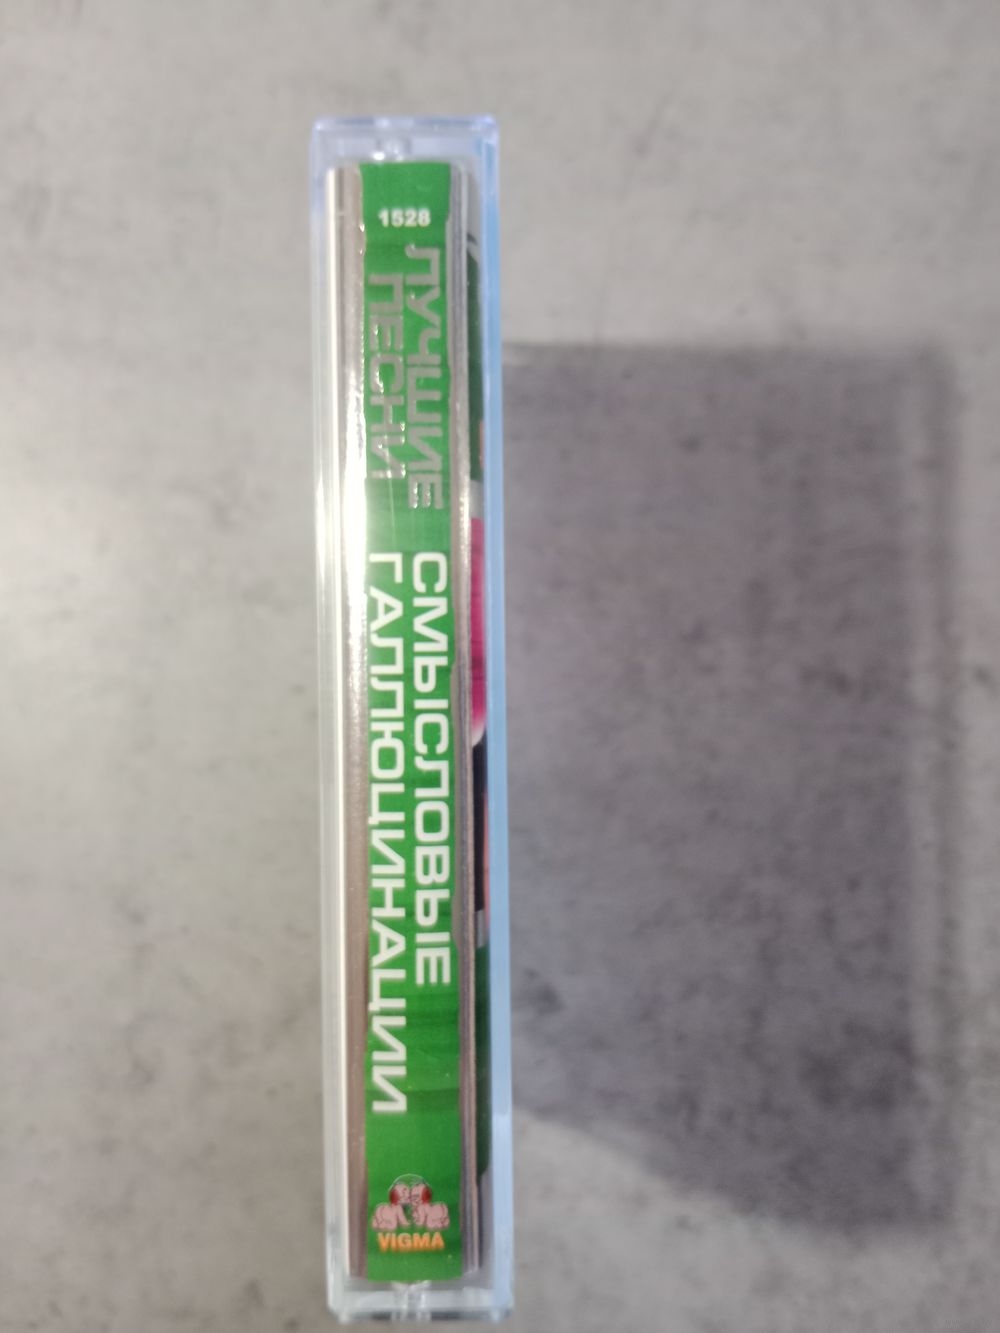 1528
ЛУЧШИЕ
ПЕСНИ
СМЫСЛОВЫЕ
ГАЛЛЮЦИНАЦИИ
VIGMA